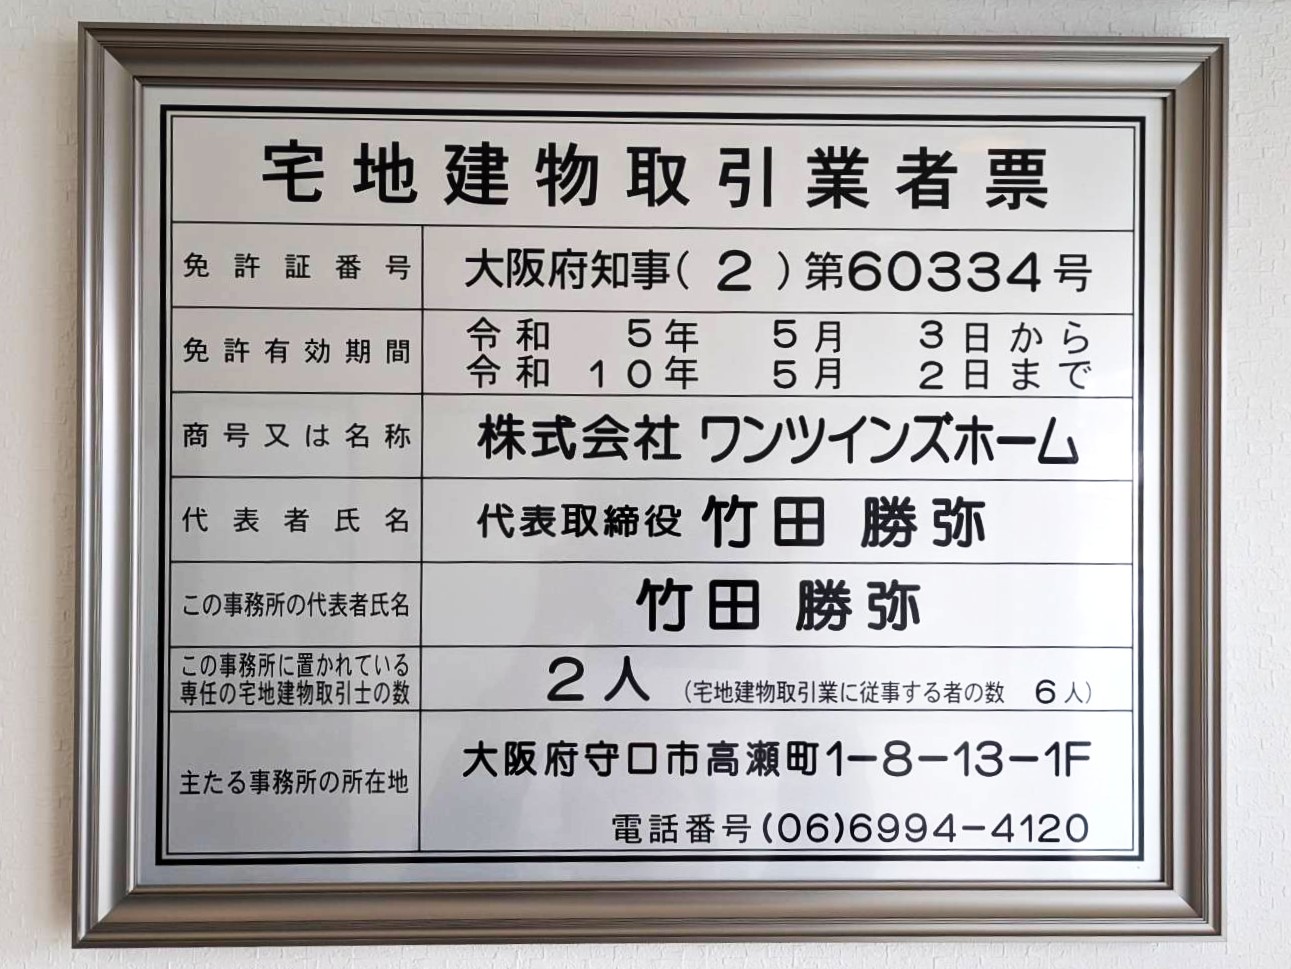 宅地建物取引業者票
免許証番号 大阪府知事(2)第60334号
免許有効期間 令和 5年 5月 3日から
令和 10年 5月 2日まで
商号又は名称 株式会社 ワンツインズホーム
代表者氏名 代表取締役 竹田 勝弥
この事務所の代表者氏名 竹田 勝弥
この事務所に置かれている
専任の宅地建物取引士の数 2人 (宅地建物取引業に従事する者の数 6人)
主たる事務所の所在地 大阪府守口市高瀬町1-8-13-1F
電話番号(06)6994-4120